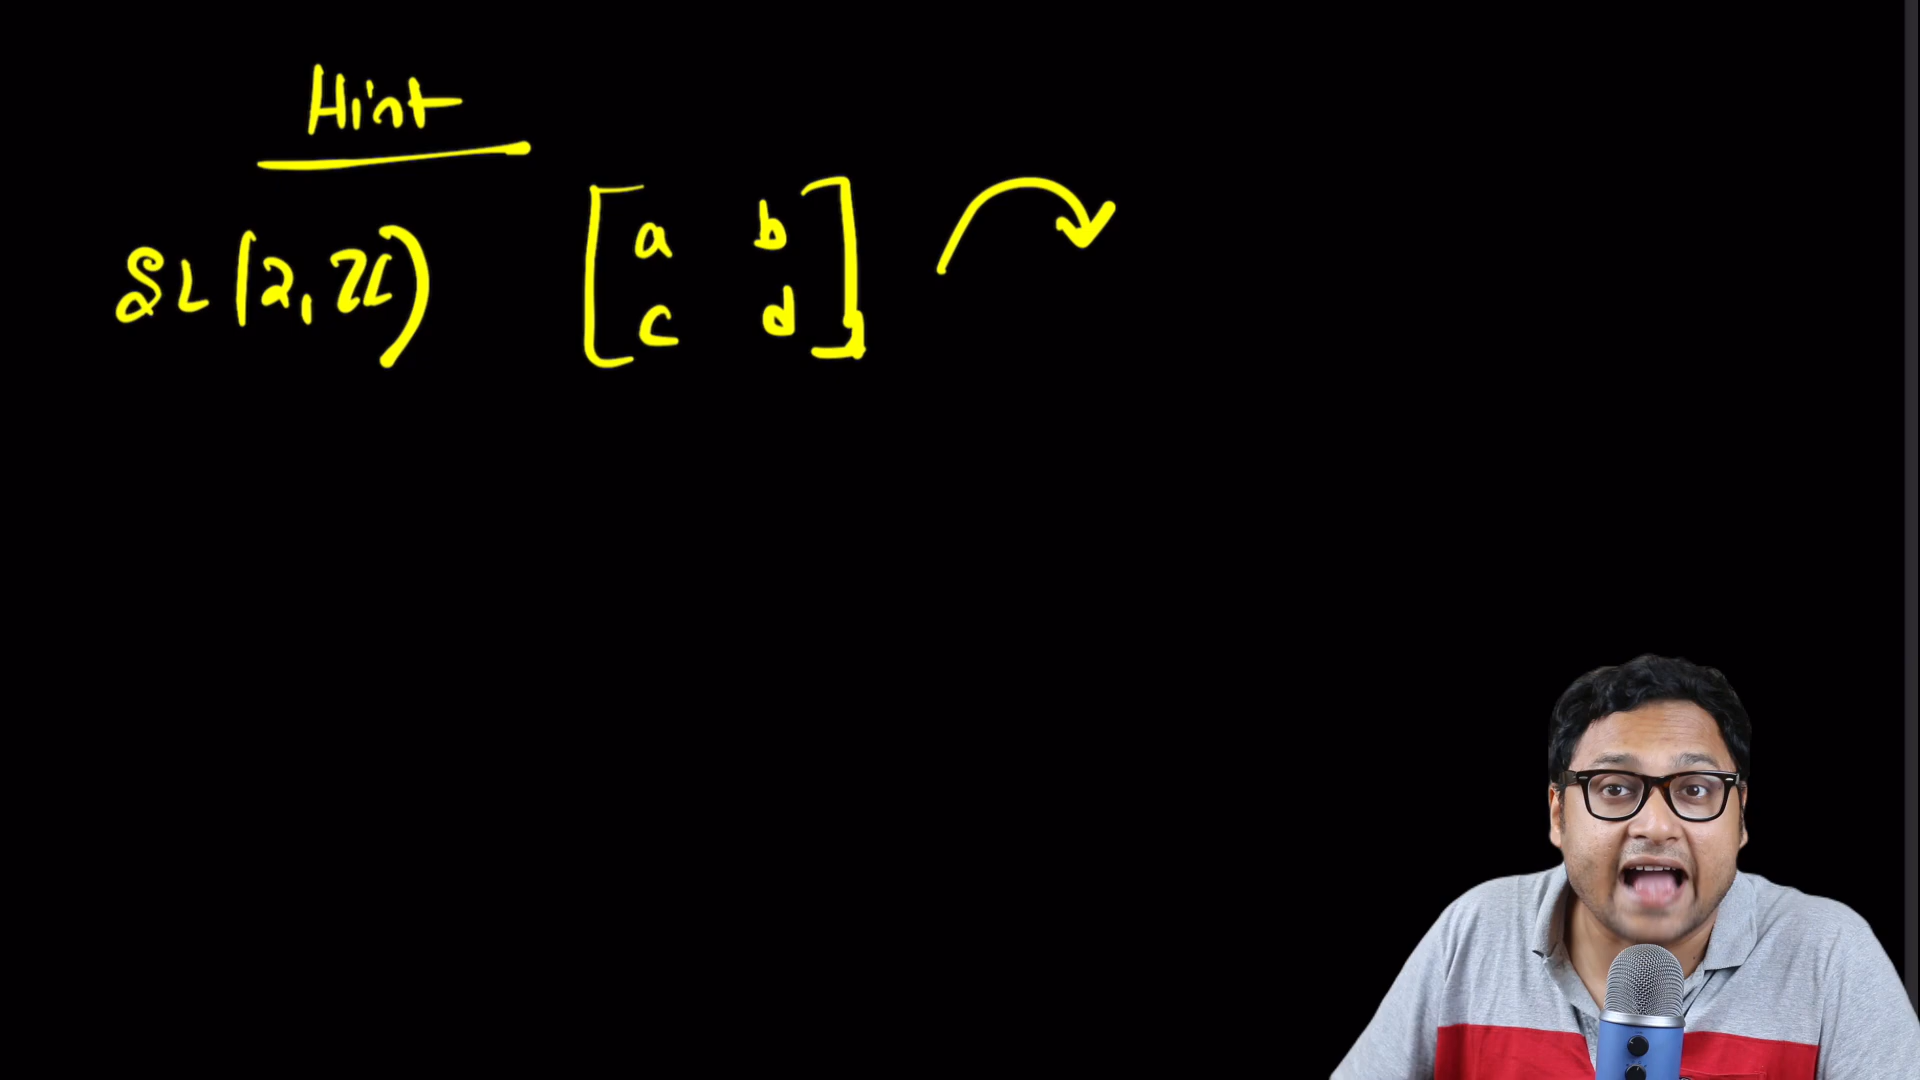 Hint
SL(2,ℤ) [a b
c d]